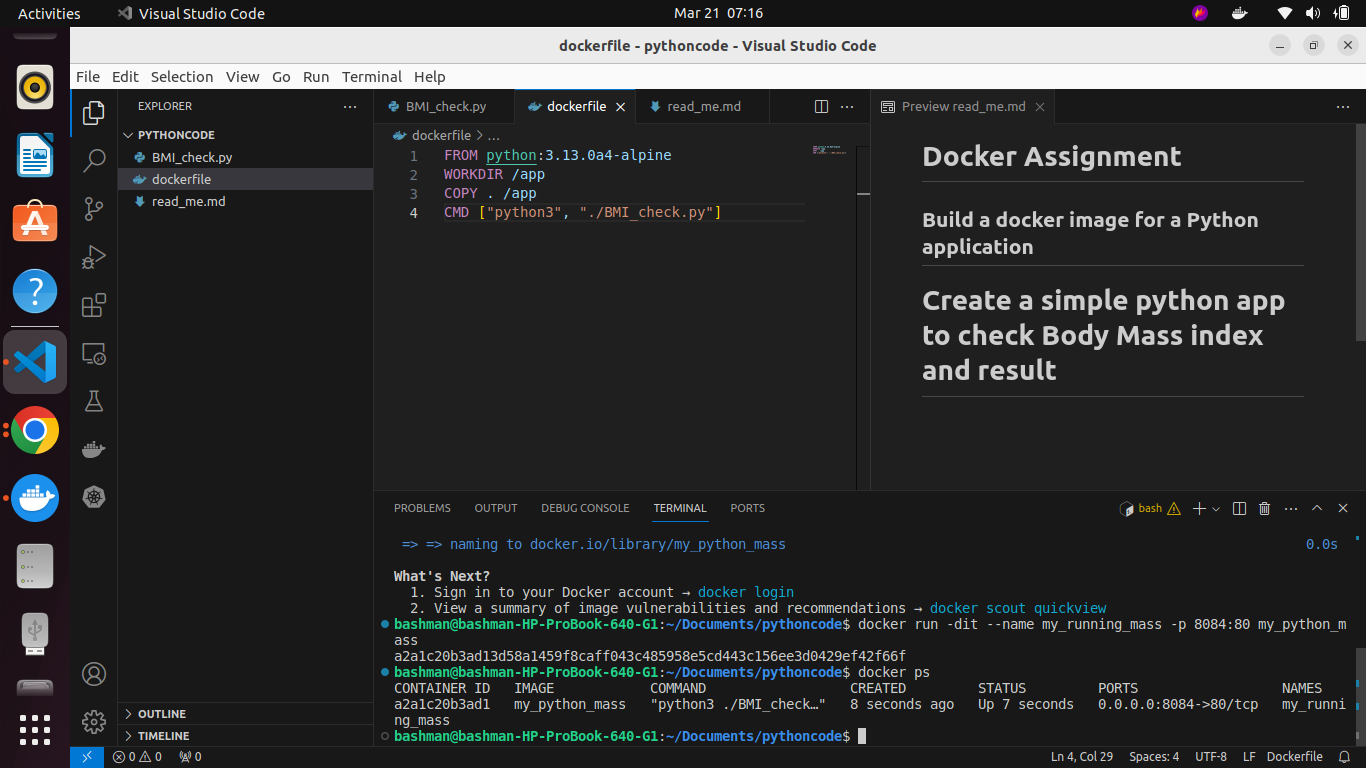 Activities
Visual Studio Code
Mar 21 07:16
dockerfile - pythoncode - Visual Studio Code
File Edit Selection View Go Run Terminal Help
EXPLORER
PYTHONCODE
BMI_check.py
dockerfile
read_me.md
OUTLINE
TIMELINE
BMI_check.py
dockerfile
read_me.md
dockerfile > ...
1 FROM python:3.13.0a4-alpine
2 WORKDIR /app
3 COPY . /app
4 CMD ["python3", "./BMI_check.py"]
Preview read_me.md
Docker Assignment
Build a docker image for a Python
application
Create a simple python app
to check Body Mass index
and result
PROBLEMS OUTPUT DEBUG CONSOLE TERMINAL PORTS
bash
=> => naming to docker.io/library/my_python_mass 0.0s
What's Next?
1. Sign in to your Docker account → docker login
2. View a summary of image vulnerabilities and recommendations → docker scout quickview
bashman@bashman-HP-ProBook-640-G1:~/Documents/pythoncode$ docker run -dit --name my_running_mass -p 8084:80 my_python_m
ass
a2a1c20b3ad13d58a1459f8caff043c485958e5cd443c156ee3d0429ef42f66f
bashman@bashman-HP-ProBook-640-G1:~/Documents/pythoncode$ docker ps
CONTAINER ID IMAGE COMMAND CREATED STATUS PORTS NAMES
a2a1c20b3ad1 my_python_mass "python3 ./BMI_check…" 8 seconds ago Up 7 seconds 0.0.0.0:8084->80/tcp my_runni
ng_mass
bashman@bashman-HP-ProBook-640-G1:~/Documents/pythoncode$
0 0 0
Ln 4, Col 29 Spaces: 4 UTF-8 LF Dockerfile